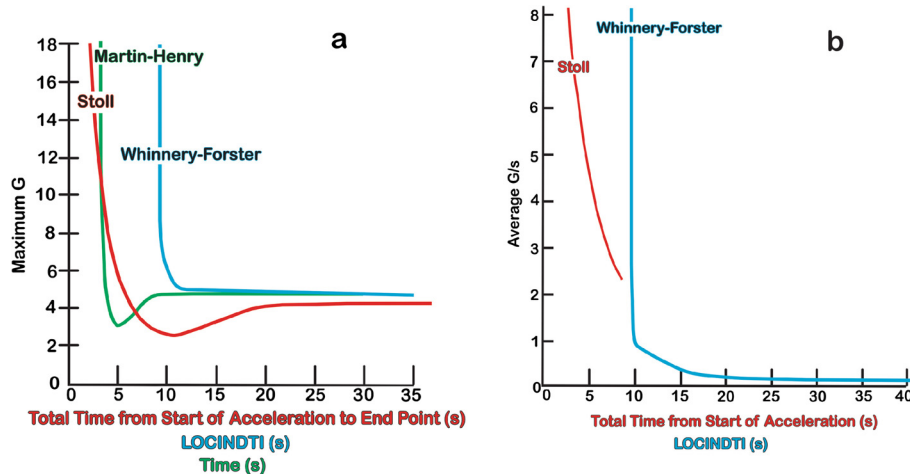 a
Martin-Henry
Stoll
Whinnery-Forster
Maximum G
18
16
14
12
10
8
6
4
2
0
0 5 10 15 20 25 30 35
Total Time from Start of Acceleration to End Point (s)
LOCINDTI (s)
Time (s)
b
Whinnery-Forster
Stoll
Average G/s
8
7
6
5
4
3
2
1
0
0 5 10 15 20 25 30 35 40
Total Time from Start of Acceleration (s)
LOCINDTI (s)